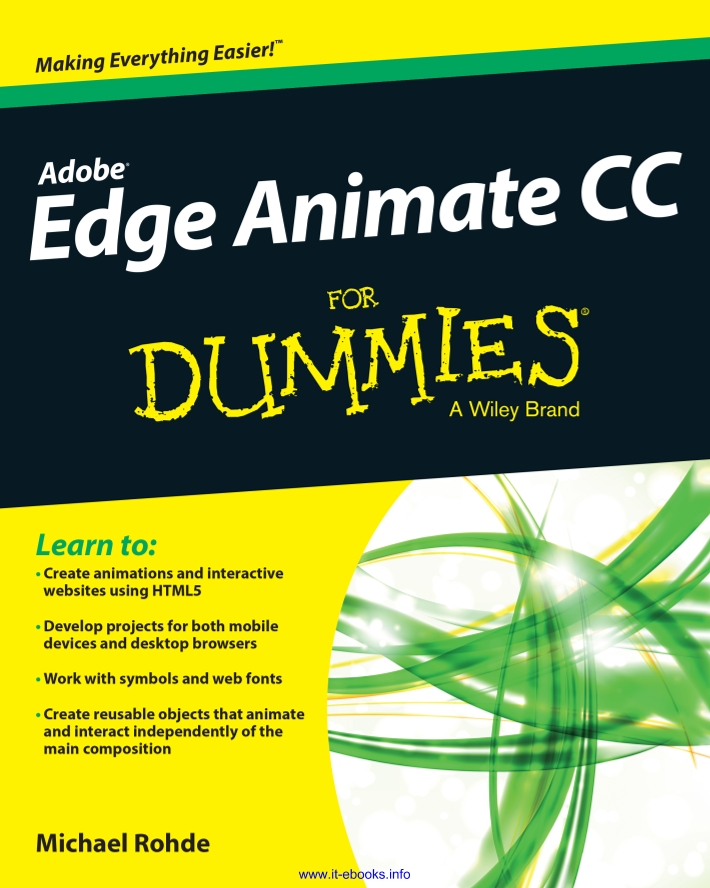 Making Everything Easier!™
Adobe®
Edge Animate CC
FOR
DUMMIES®
A Wiley Brand
Learn to:
• Create animations and interactive
websites using HTML5
• Develop projects for both mobile
devices and desktop browsers
• Work with symbols and web fonts
• Create reusable objects that animate
and interact independently of the
main composition
Michael Rohde
www.it-ebooks.info